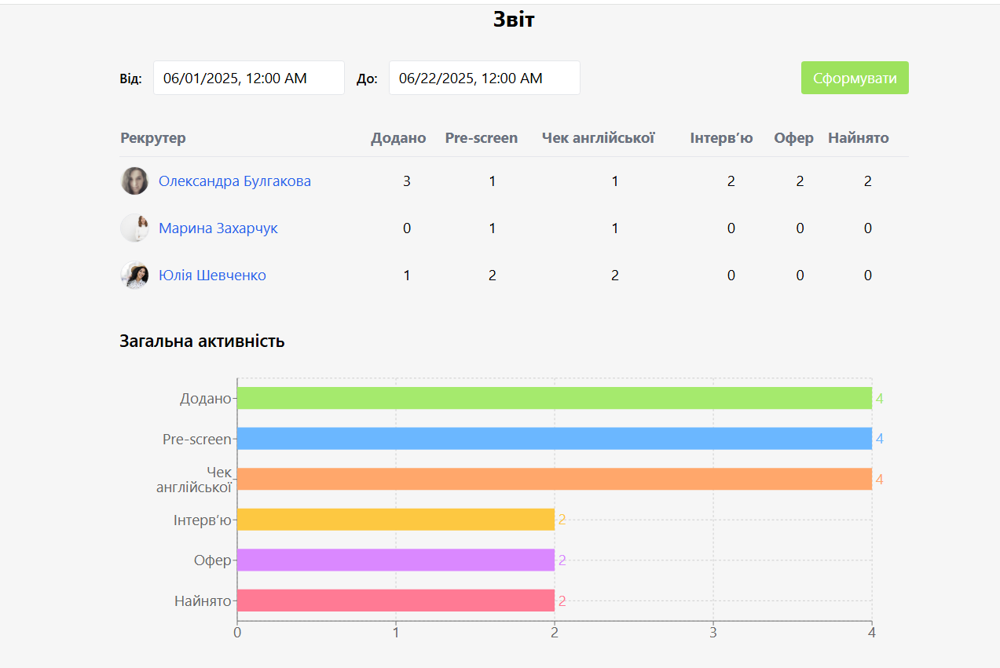 Звіт
Від: 06/01/2025, 12:00 AM До: 06/22/2025, 12:00 AM Сформувати
Рекрутер Додано Pre-screen Чек англійської Інтерв’ю Офер Найнято
Олександра Булгакова 3 1 1 2 2 2
Марина Захарчук 0 1 1 0 0 0
Юлія Шевченко 1 2 2 0 0 0
Загальна активність
Додано 4
Pre-screen 4
Чек
англійської 4
Інтерв’ю 2
Офер 2
Найнято 2
0 1 2 3 4